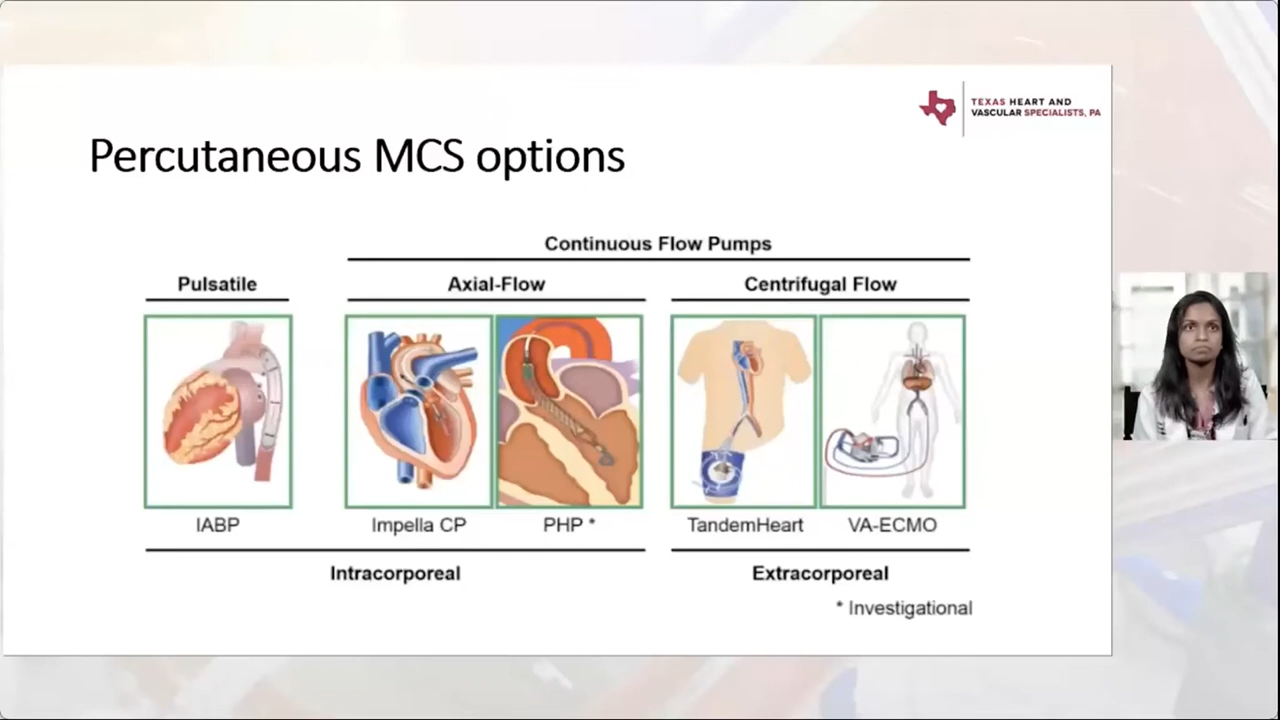 TEXAS HEART AND
VASCULAR SPECIALISTS, PA
Percutaneous MCS options
Continuous Flow Pumps
Pulsatile
Axial-Flow
Centrifugal Flow
IABP
Impella CP
PHP *
TandemHeart
VA-ECMO
Intracorporeal
Extracorporeal
* Investigational